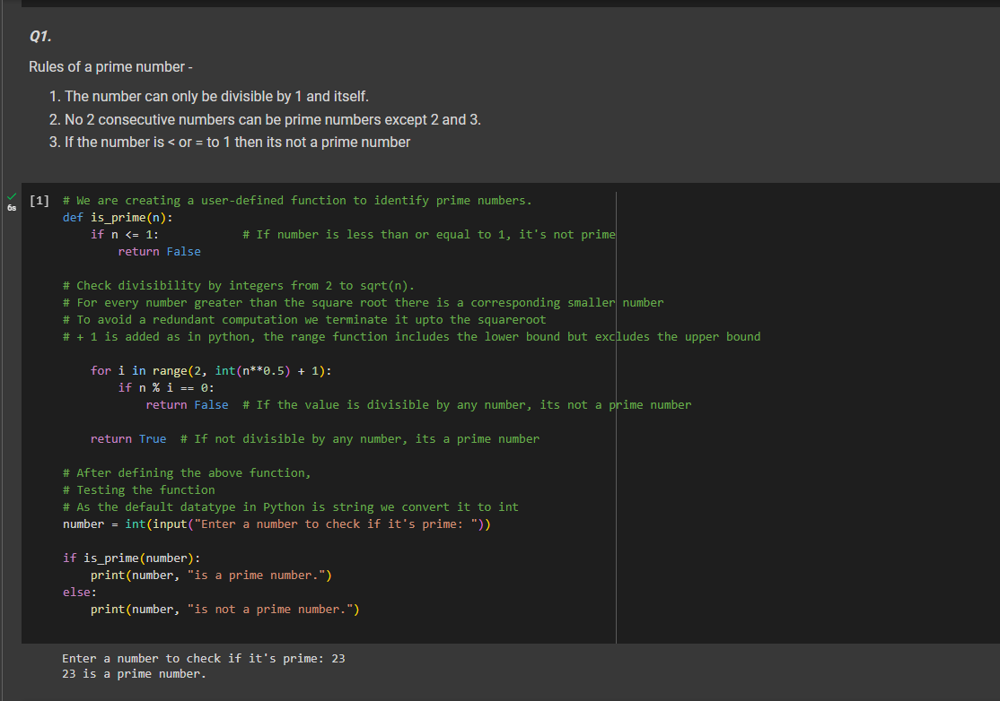 Q1.
Rules of a prime number -
1. The number can only be divisible by 1 and itself.
2. No 2 consecutive numbers can be prime numbers except 2 and 3.
3. If the number is < or = to 1 then its not a prime number
[1] # We are creating a user-defined function to identify prime numbers.
6s
def is_prime(n):
    if n <= 1:            # If number is less than or equal to 1, it's not prime
        return False

# Check divisibility by integers from 2 to sqrt(n).
# For every number greater than the square root there is a corresponding smaller number
# To avoid a redundant computation we terminate it upto the squareroot
# + 1 is added as in python, the range function includes the lower bound but excludes the upper bound

    for i in range(2, int(n**0.5) + 1):
        if n % i == 0:
            return False  # If the value is divisible by any number, its not a prime number

    return True  # If not divisible by any number, its a prime number

# After defining the above function,
# Testing the function
# As the default datatype in Python is string we convert it to int
number = int(input("Enter a number to check if it's prime: "))

if is_prime(number):
    print(number, "is a prime number.")
else:
    print(number, "is not a prime number.")

Enter a number to check if it's prime: 23
23 is a prime number.